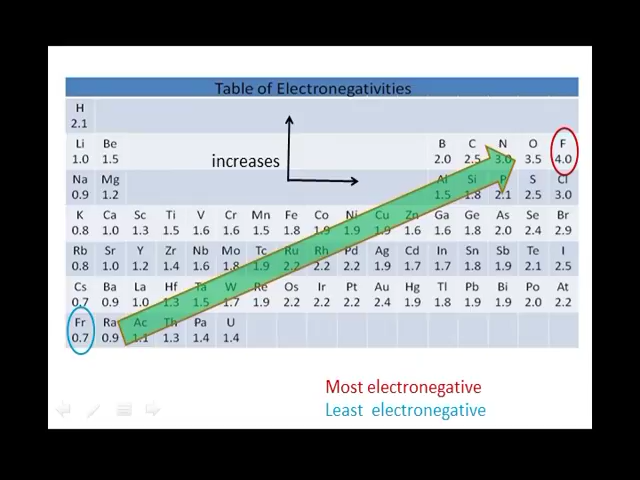 Table of Electronegativities
H
2.1
Li Be B C N O F
1.0 1.5 2.0 2.5 3.0 3.5 4.0
increases
Na Mg Al Si P S Cl
0.9 1.2 1.5 1.8 2.1 2.5 3.0
K Ca Sc Ti V Cr Mn Fe Co Ni Cu Zn Ga Ge As Se Br
0.8 1.0 1.3 1.5 1.6 1.6 1.5 1.8 1.9 1.9 1.9 1.6 1.6 1.8 2.0 2.4 2.9
Rb Sr Y Zr Nb Mo Tc Ru Rh Pd Ag Cd In Sn Sb Te I
0.8 1.0 1.2 1.4 1.6 1.8 1.9 2.2 2.2 2.2 1.9 1.7 1.7 1.8 1.9 2.1 2.5
Cs Ba La Hf Ta W Re Os Ir Pt Au Hg Tl Pb Bi Po At
0.7 0.9 1.0 1.3 1.5 1.7 1.9 2.2 2.2 2.2 2.4 1.9 1.8 1.9 1.9 2.0 2.2
Fr Ra Ac Th Pa U
0.7 0.9 1.1 1.3 1.4 1.4
Most electronegative
Least electronegative